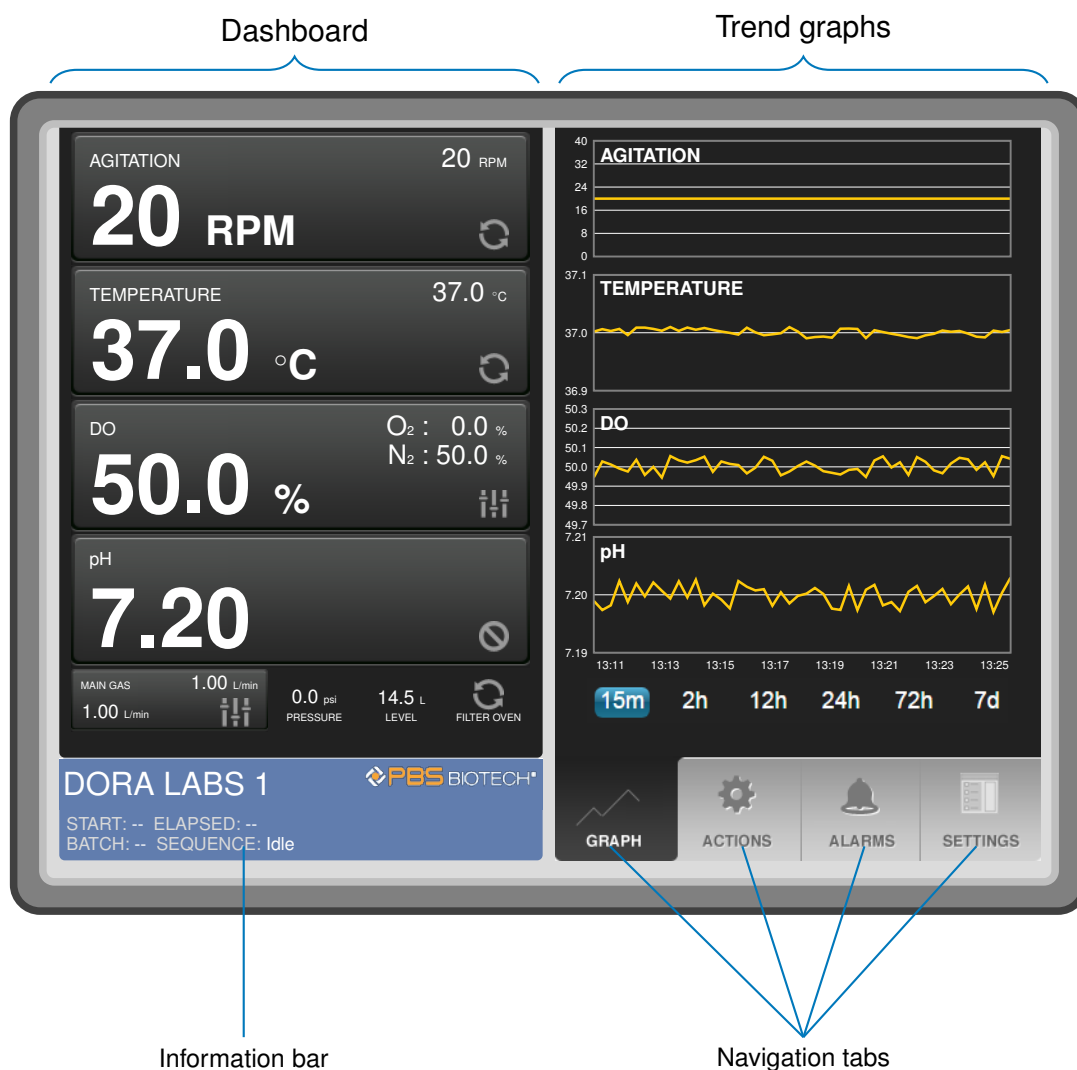 Dashboard
Trend graphs
AGITATION
20 RPM
20 RPM
TEMPERATURE
37.0 °C
37.0 °C
DO
O₂ : 0.0 %
N₂ : 50.0 %
50.0 %
pH
7.20
MAIN GAS
1.00 L/min
1.00 L/min
0.0 psi
PRESSURE
14.5 L
LEVEL
FILTER OVEN
DORA LABS 1
PBS BIOTECH
START: -- ELAPSED: --
BATCH: -- SEQUENCE: Idle
AGITATION
40
32
24
16
8
0
TEMPERATURE
37.1
37.0
36.9
DO
50.3
50.2
50.1
50.0
49.9
49.8
49.7
pH
7.21
7.20
7.19
13:11 13:13 13:15 13:17 13:19 13:21 13:23 13:25
15m 2h 12h 24h 72h 7d
GRAPH ACTIONS ALARMS SETTINGS
Information bar
Navigation tabs